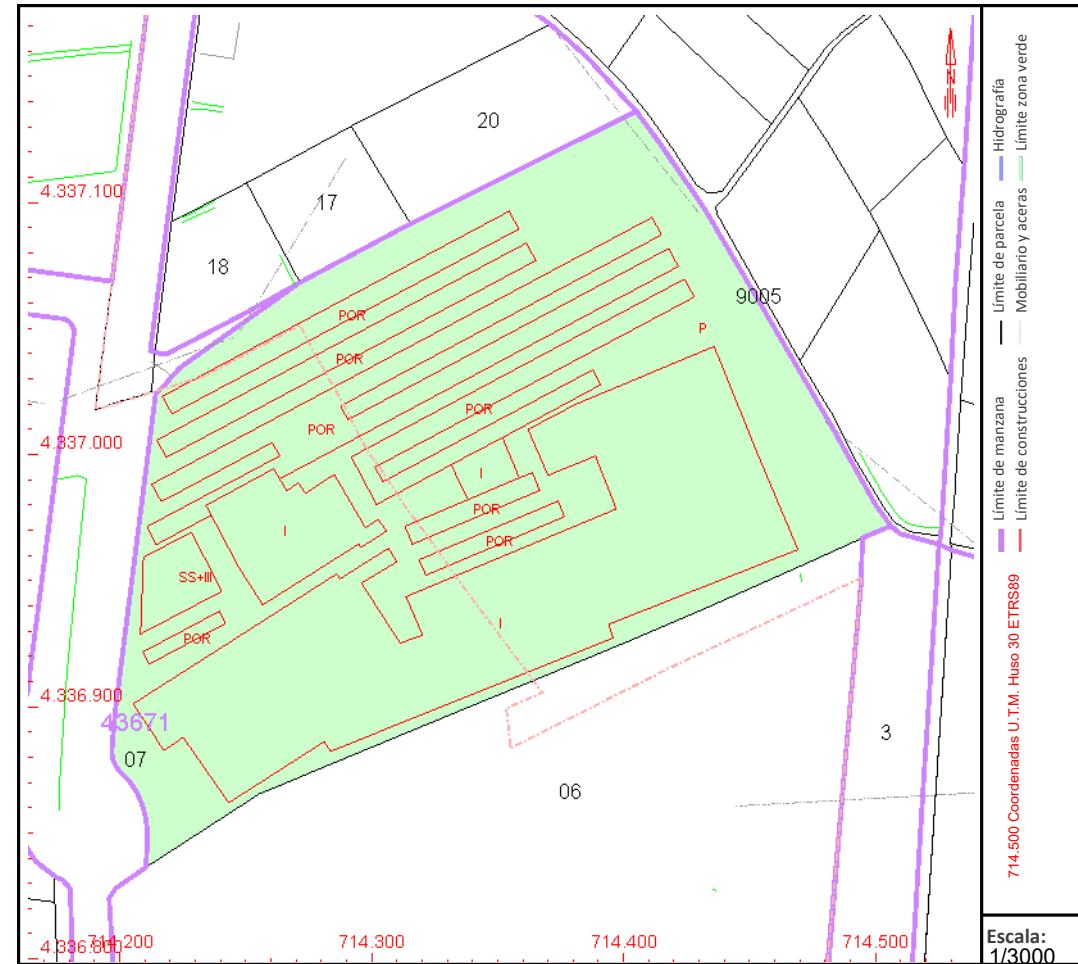 20
4.337.100
17
18
9005
POR
P
POR
POR
POR
4.337.000
I
POR
I
POR
SS+III
I
POR
4.336.900
43671
07
3
06
4.336.800
714.200
714.300
714.400
714.500
N
Hidrografía
Límite zona verde
Límite de parcela
Mobiliario y aceras
Límite de manzana
Límite de construcciones
714.500 Coordenadas U.T.M. Huso 30 ETRS89
Escala:
1/3000